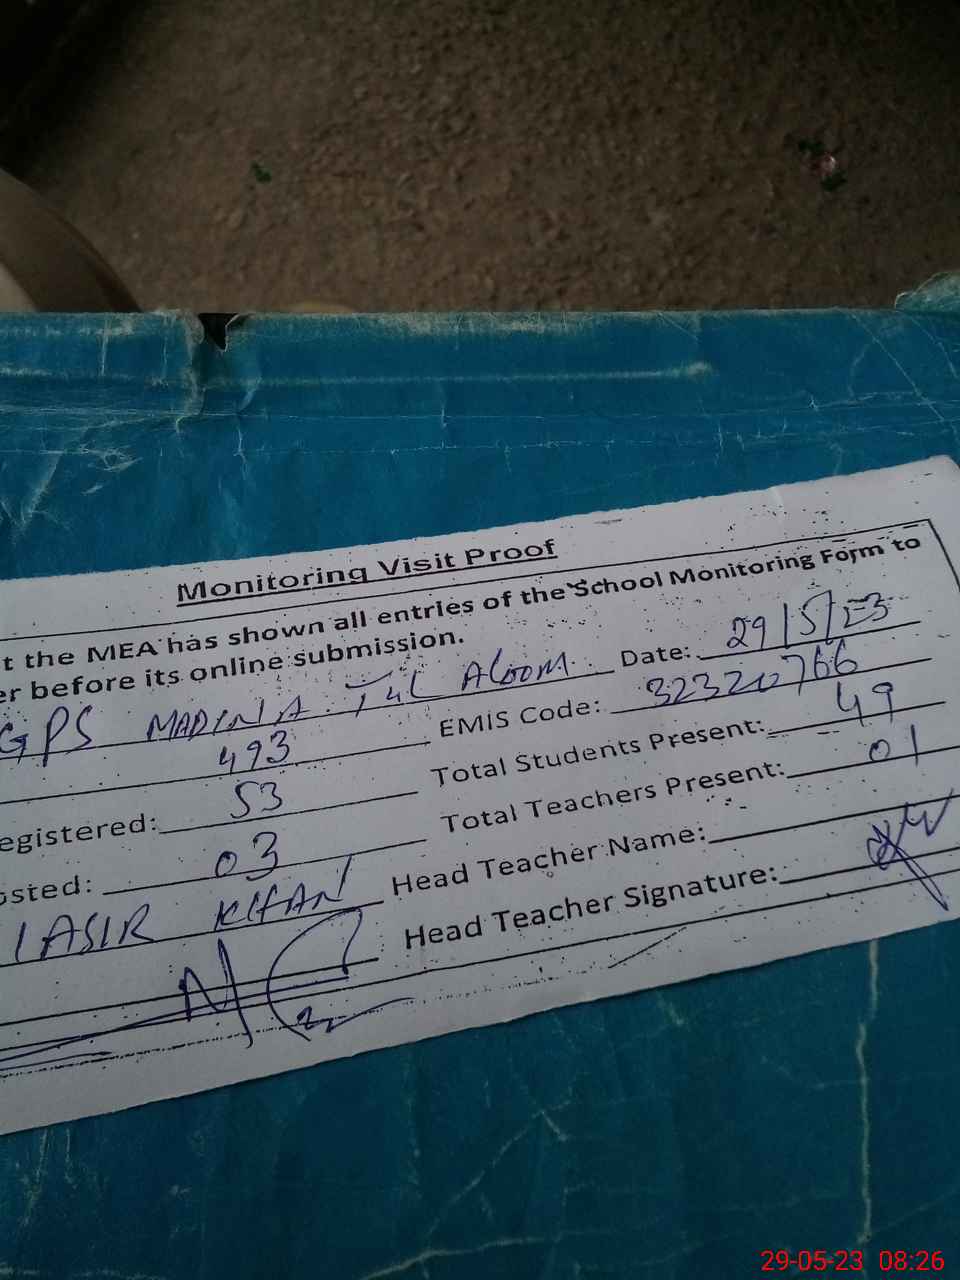 Monitoring Visit Proof
t the MEA has shown all entries of the School Monitoring Form to
er before its online submission.
GPS MADINA Tul Aloom Date: 29/5/23
493 EMIS Code: 32320766
egistered: 53 Total Students Present: 49
osted: 03 Total Teachers Present: 01
IASIR KHAN Head Teacher Name:
Head Teacher Signature:
29-05-23 08:26